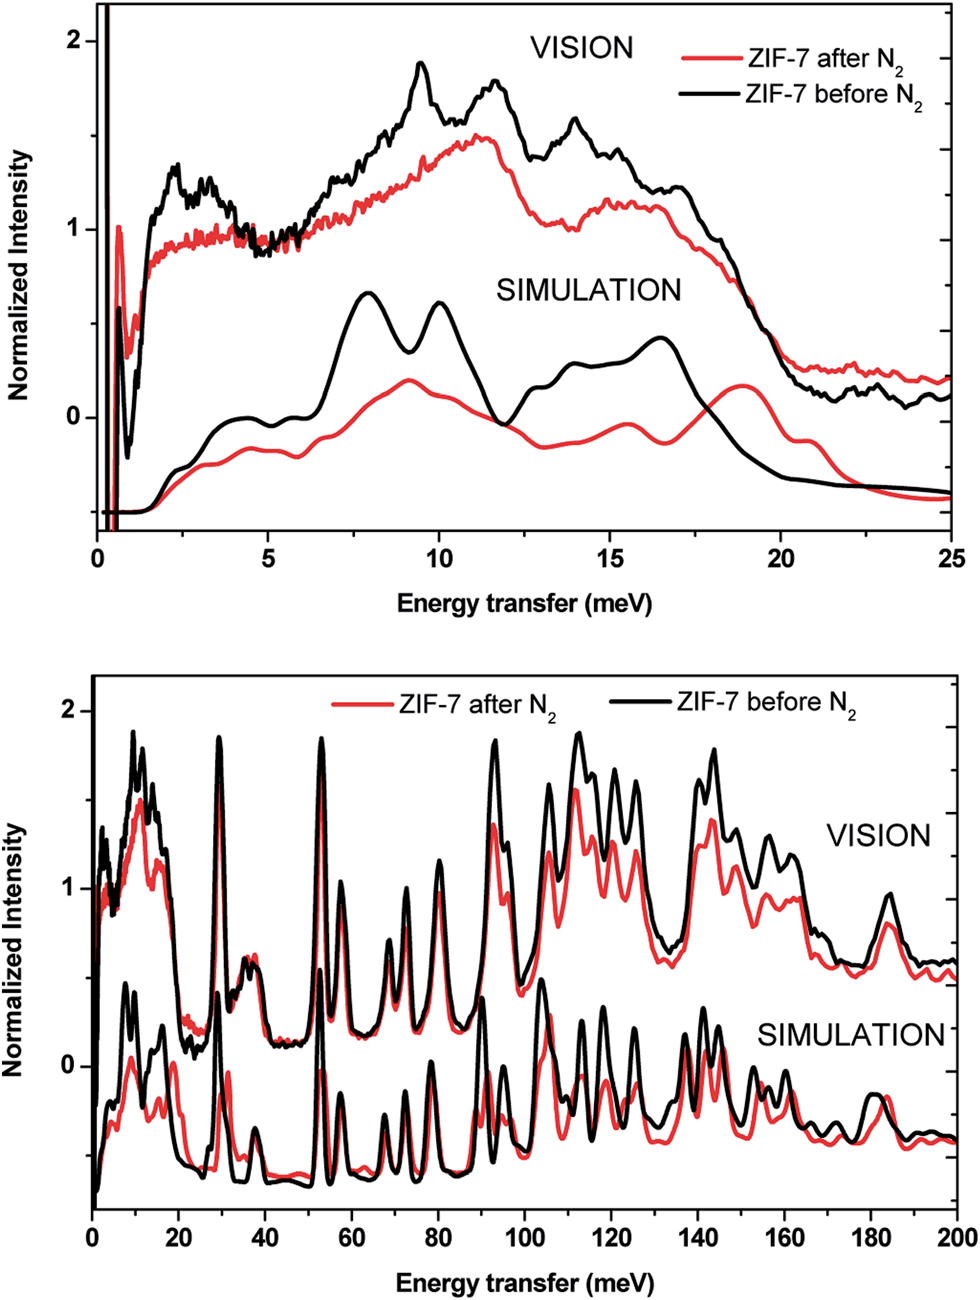 VISION
ZIF-7 after N2
ZIF-7 before N2
SIMULATION
Normalized Intensity
2
1
0
0 5 10 15 20 25
Energy transfer (meV)
ZIF-7 after N2 ZIF-7 before N2
VISION
SIMULATION
Normalized Intensity
2
1
0
0 20 40 60 80 100 120 140 160 180 200
Energy transfer (meV)